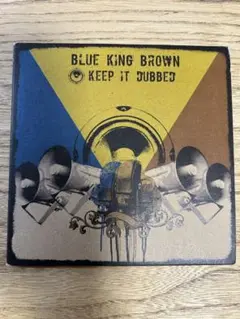 BLUE KING BROWN
KEEP IT DUBBED